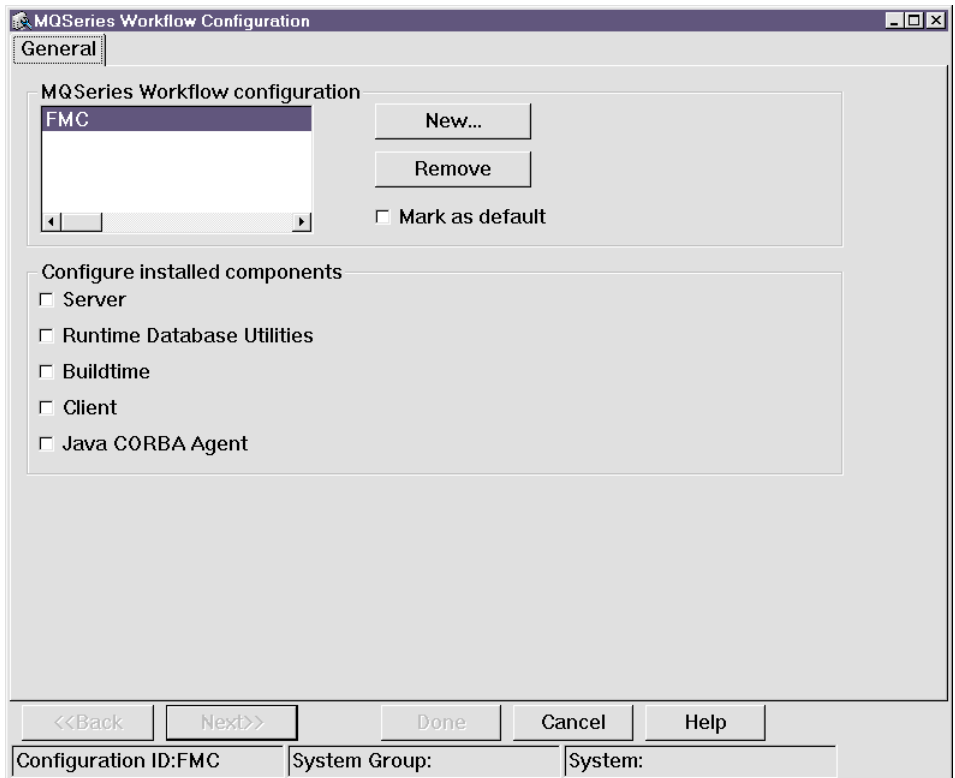 MQSeries Workflow Configuration
General
MQSeries Workflow configuration
FMC
New...
Remove
Mark as default
Configure installed components
Server
Runtime Database Utilities
Buildtime
Client
Java CORBA Agent
<<Back Next>> Done Cancel Help
Configuration ID:FMC System Group: System: